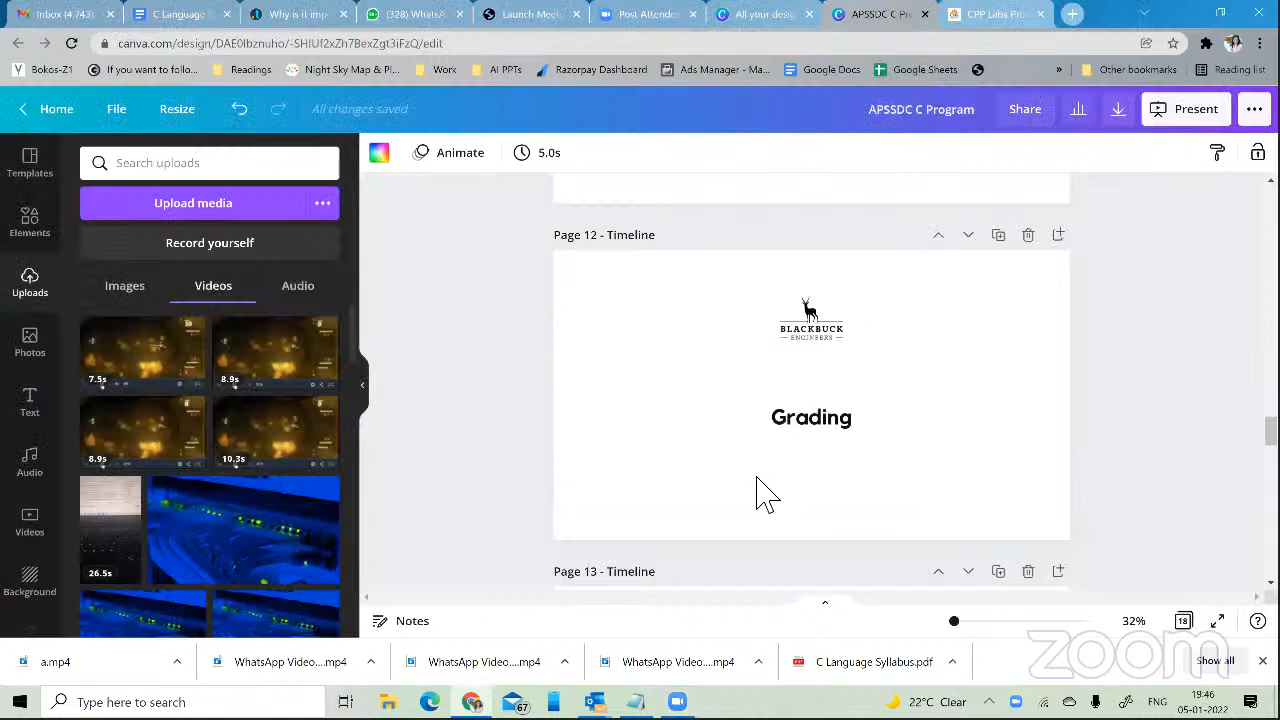 Inbox (4,743)
C Language
Why is it imp
(328) WhatsA
Launch Meeti
Post Attende
All your desig
APSSDC C P
CPP Labs Pro
canva.com/design/DAE0Ibznuho/-SHIUf2xZh7BexZgt3iFzQ/edit
Bokos-Z1
If you want to follow...
Readings
Night Sky Map & Pl...
Work
AI PPTs
Razorpay Dashboard
Ads Manager - Ma...
Google Docs
Google Sheets
»
Other bookmarks
Reading list
Home
File
Resize
All changes saved
APSSDC C Program
Share
Present
Templates
Search uploads
Animate
5.0s
Upload media
Elements
Record yourself
Page 12 - Timeline
Uploads
Images
Videos
Audio
BLACKBUCK
ENGINEERS
Photos
7.5s
8.9s
Text
Grading
8.9s
10.3s
Audio
Videos
26.5s
Page 13 - Timeline
Background
Notes
32%
18
zoom
a.mp4
WhatsApp Video....mp4
WhatsApp Video....mp4
WhatsApp Video....mp4
C Language Syllabus.pdf
Show all
Type here to search
67
22°C Clear
ENG
19:46
05-01-2022